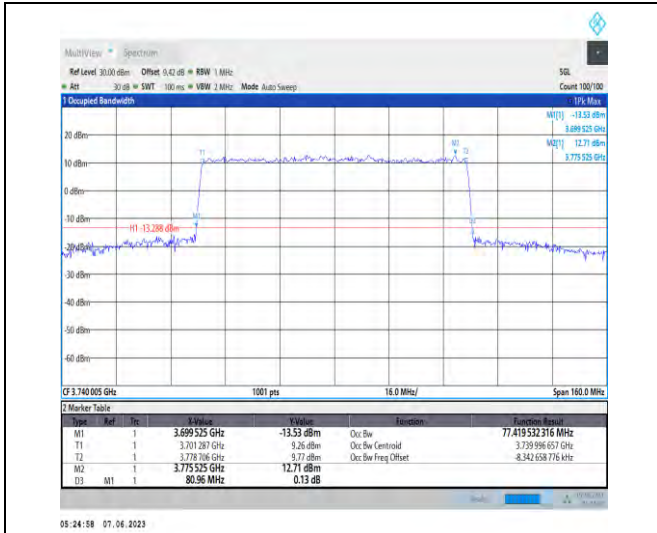 MultiView Spectrum
Ref Level 30.00 dBm Offset 9.42 dB RBW 1 MHz SGL
Att 30 dB SWT 100 ms VBW 2 MHz Mode Auto Sweep Count 100/100
1 Occupied Bandwidth 1Pk Max
M1[1] -13.53 dBm
3.699 525 GHz
M2[1] 12.71 dBm
3.775 525 GHz
20 dBm
M2
T1 T2
10 dBm
0 dBm
-10 dBm
M1
H1 -13.288 dBm
-20 dBm
-30 dBm
-40 dBm
-50 dBm
-60 dBm
CF 3.740 005 GHz 1001 pts 16.0 MHz/ Span 160.0 MHz
2 Marker Table
Type Ref Trc X-Value Y-Value Function Function Result
M1 1 3.699 525 GHz -13.53 dBm Occ Bw 77.419 532 316 MHz
T1 1 3.701 287 GHz 9.26 dBm Occ Bw Centroid 3.739 996 657 GHz
T2 1 3.778 706 GHz 9.77 dBm Occ Bw Freq Offset -8.342 658 776 kHz
M2 1 3.775 525 GHz 12.71 dBm
D3 M1 1 80.96 MHz 0.13 dB
05:24:58 07.06.2023